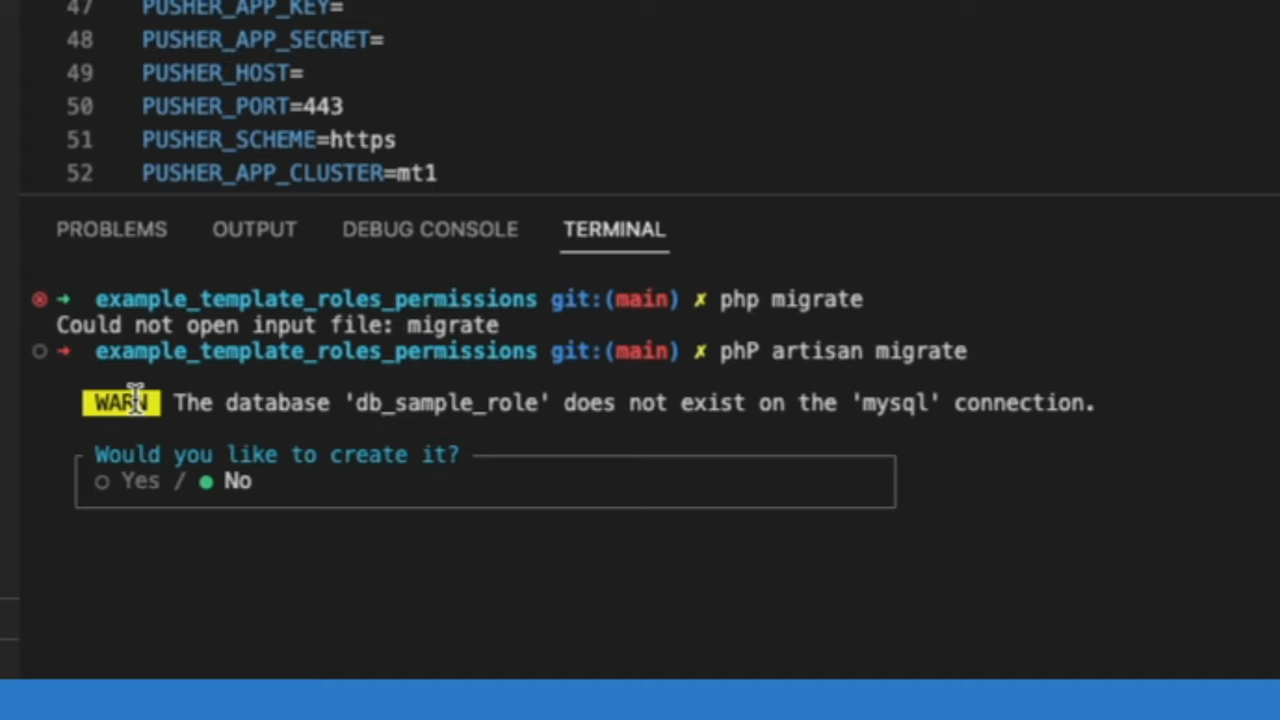 47 PUSHER_APP_KEY=
48 PUSHER_APP_SECRET=
49 PUSHER_HOST=
50 PUSHER_PORT=443
51 PUSHER_SCHEME=https
52 PUSHER_APP_CLUSTER=mt1
PROBLEMS OUTPUT DEBUG CONSOLE TERMINAL
➜ example_template_roles_permissions git:(main) ✗ php migrate
Could not open input file: migrate
➜ example_template_roles_permissions git:(main) ✗ phP artisan migrate
WARN The database 'db_sample_role' does not exist on the 'mysql' connection.
Would you like to create it?
○ Yes / ● No